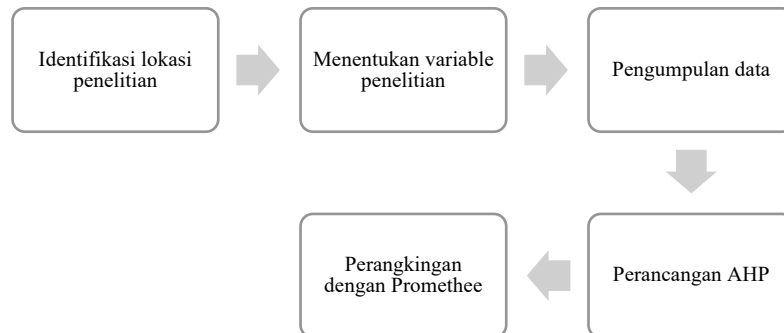 Identifikasi lokasi
penelitian
Menentukan variable
penelitian
Pengumpulan data
Perancangan AHP
Perangkingan
dengan Promethee